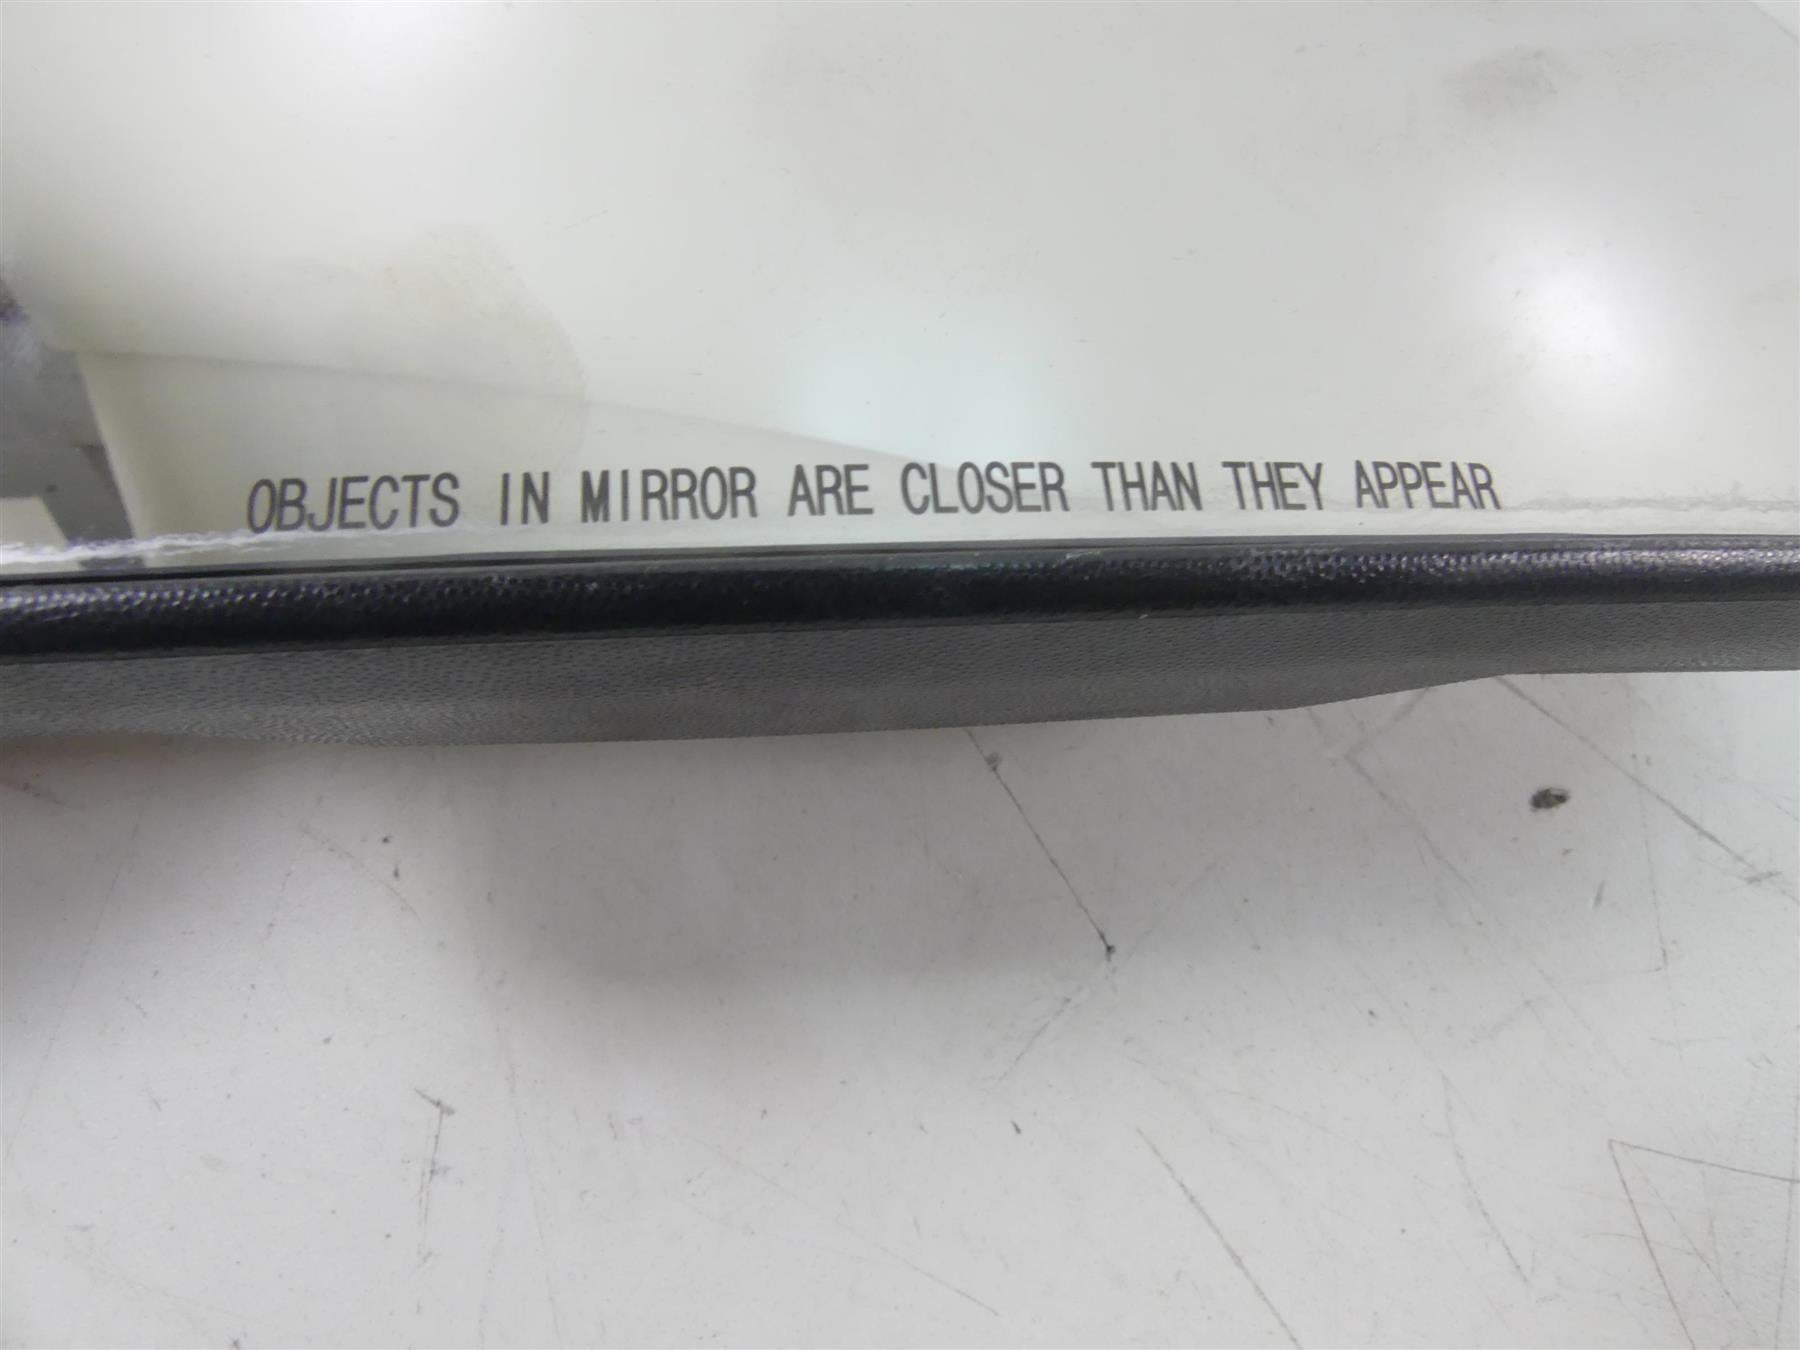 OBJECTS IN MIRROR ARE CLOSER THAN THEY APPEAR